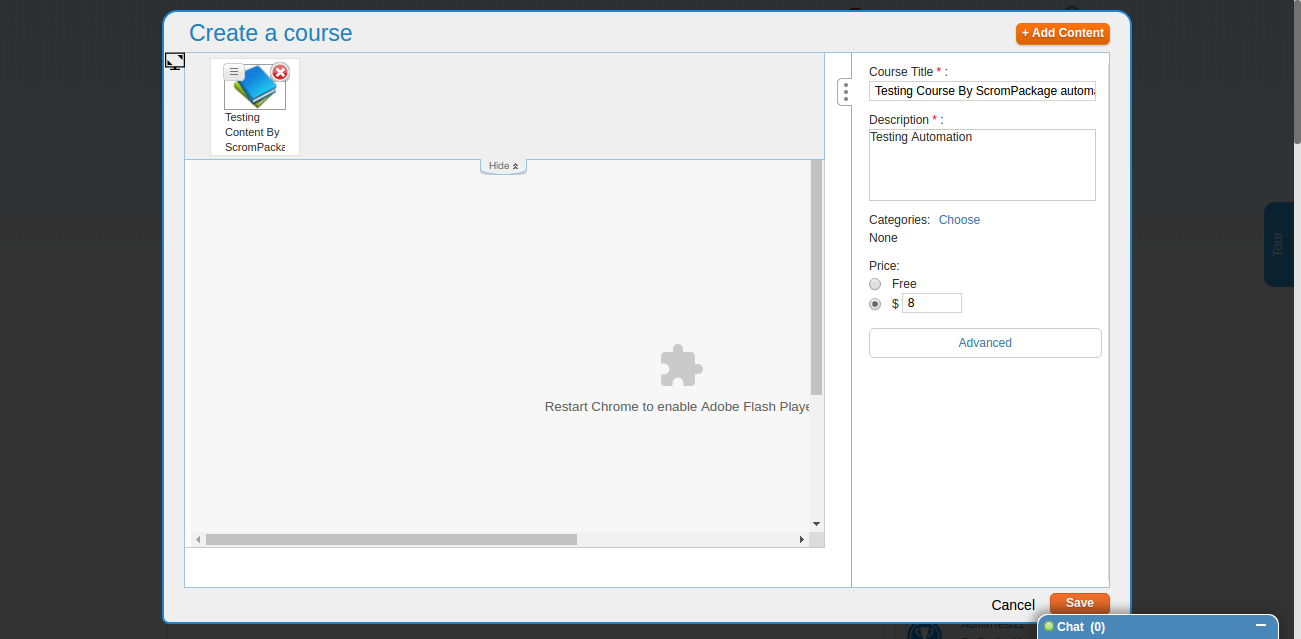 Create a course
+ Add Content
Testing
Content By
ScromPacka
Hide
Restart Chrome to enable Adobe Flash Playe
Course Title * :
Testing Course By ScromPackage automa
Description * :
Testing Automation
Categories: Choose
None
Price:
Free
$ 8
Advanced
Tour
Cancel
Save
Chat (0)